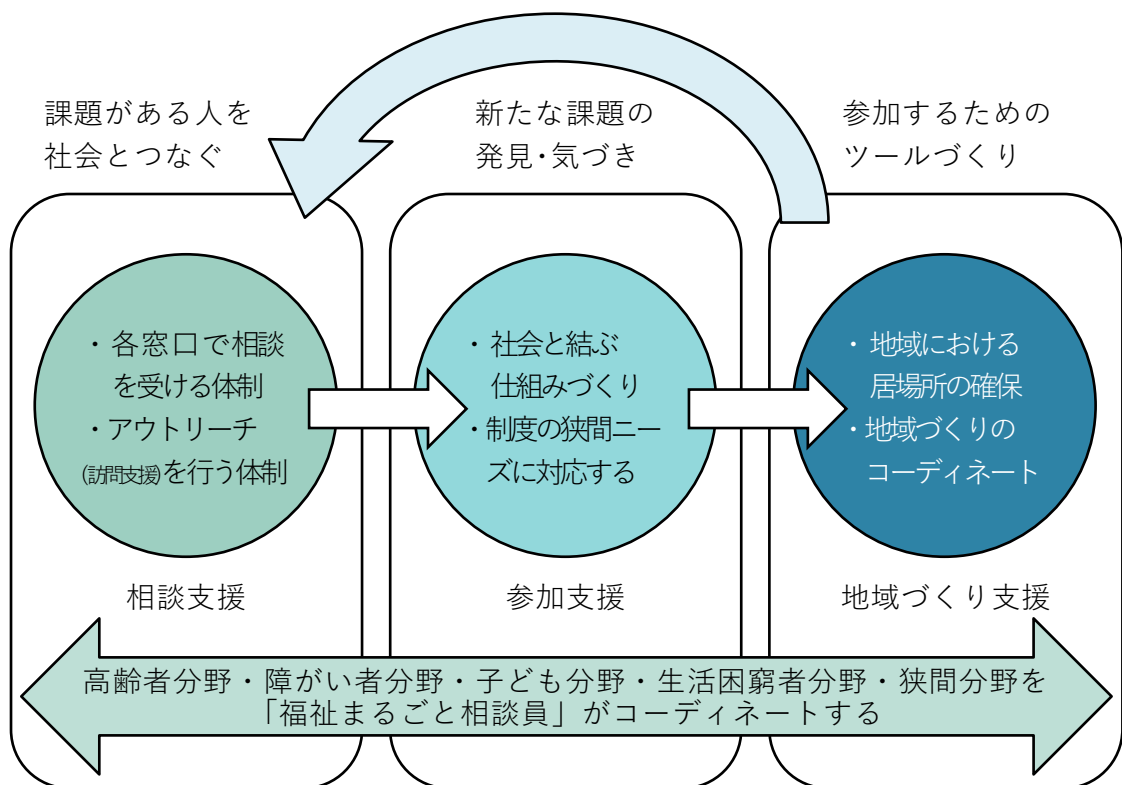 課題がある人を
社会とつなぐ
新たな課題の
発見・気づき
参加するための
ツールづくり
・各窓口で相談
を受ける体制
・アウトリーチ
(訪問支援)を行う体制
・社会と結ぶ
仕組みづくり
・制度の狭間ニー
ズに対応する
・地域における
居場所の確保
・地域づくりの
コーディネート
相談支援
参加支援
地域づくり支援
高齢者分野・障がい者分野・子ども分野・生活困窮者分野・狭間分野を
「福祉まるごと相談員」がコーディネートする